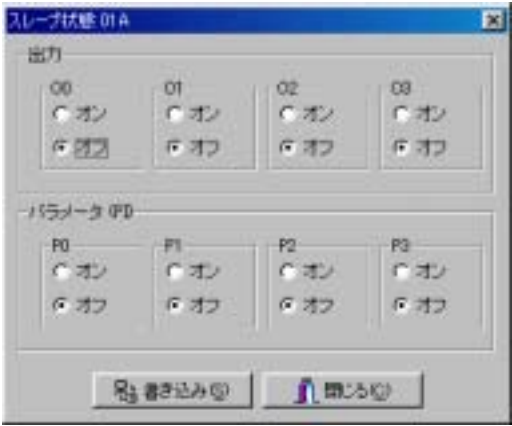 スレーブ状態 01A
出力
O0 O1 O2 O3
オン オン オン オン
オフ オフ オフ オフ
パラメータ (PI)
P0 P1 P2 P3
オン オン オン オン
オフ オフ オフ オフ
書き込み(S) 閉じる(C)